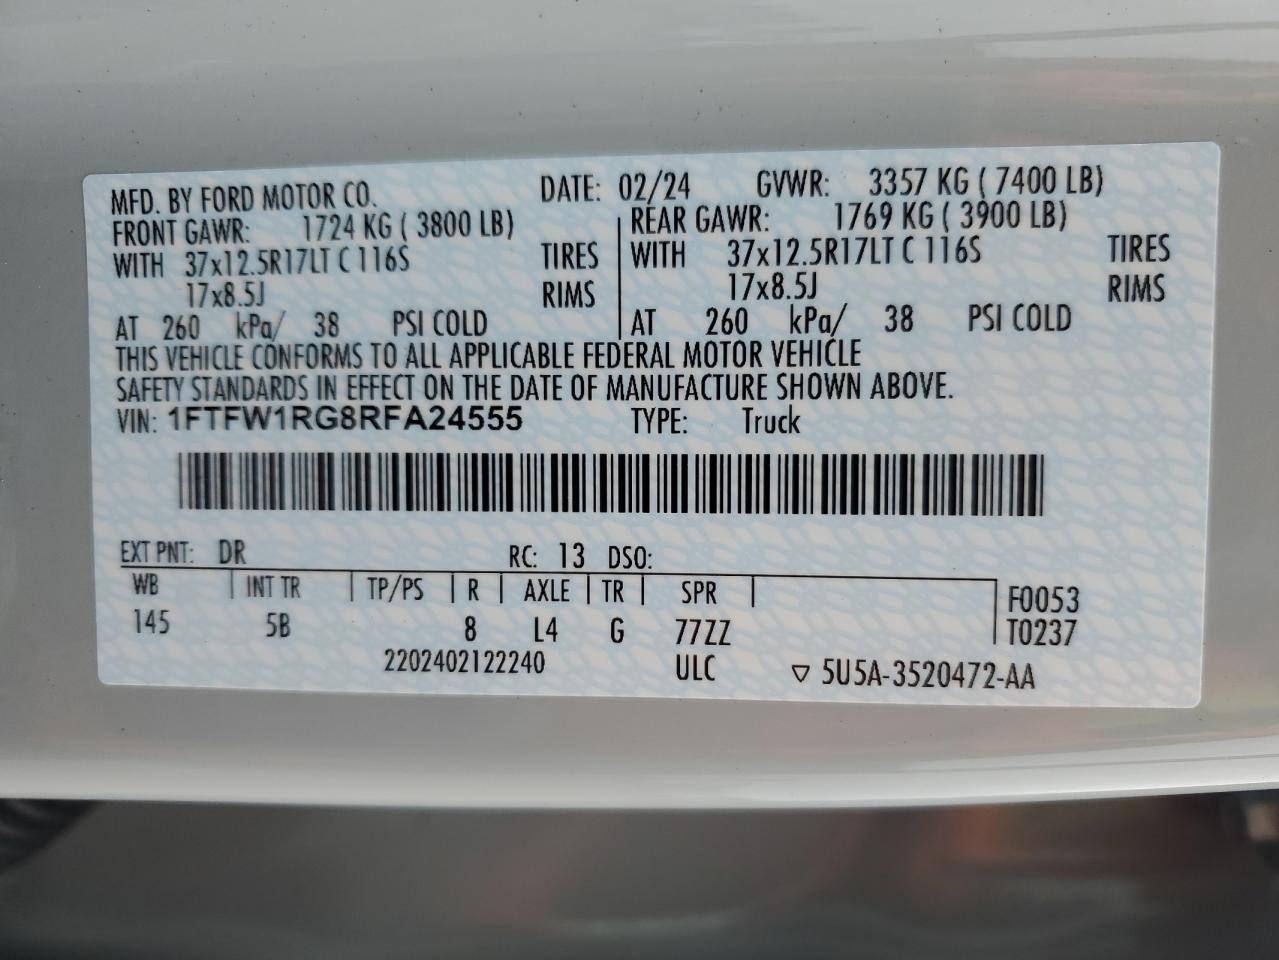 MFD. BY FORD MOTOR CO. DATE: 02/24 GVWR: 3357 KG ( 7400 LB)
FRONT GAWR: 1724 KG ( 3800 LB) REAR GAWR: 1769 KG ( 3900 LB)
WITH 37x12.5R17LT C 116S TIRES WITH 37x12.5R17LT C 116S TIRES
17x8.5J RIMS 17x8.5J RIMS
AT 260 kPa/ 38 PSI COLD AT 260 kPa/ 38 PSI COLD
THIS VEHICLE CONFORMS TO ALL APPLICABLE FEDERAL MOTOR VEHICLE
SAFETY STANDARDS IN EFFECT ON THE DATE OF MANUFACTURE SHOWN ABOVE.
VIN: 1FTFW1RG8RFA24555 TYPE: Truck
EXT PNT: DR RC: 13 DSO:
WB INT TR TP/PS R AXLE TR SPR F0053
145 5B 8 L4 G 77ZZ T0237
2202402122240 ULC ▽ 5U5A-3520472-AA